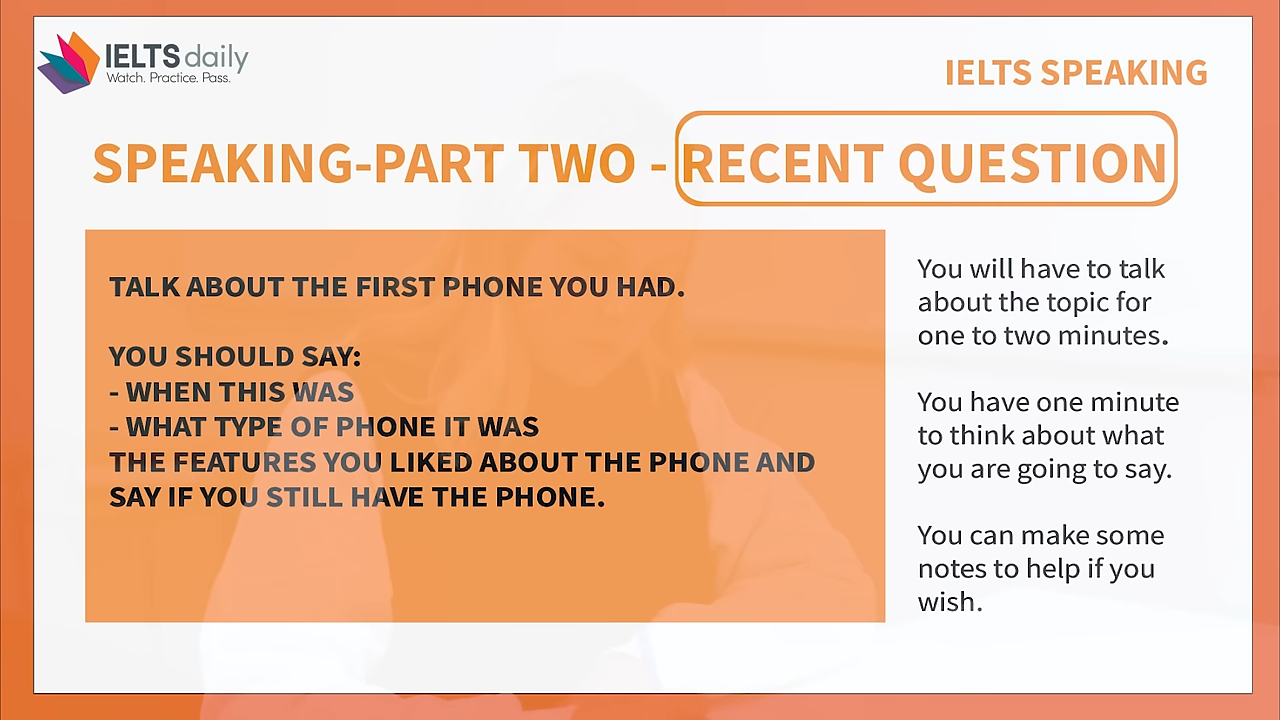 IELTS daily
Watch. Practice. Pass.
IELTS SPEAKING
SPEAKING-PART TWO - RECENT QUESTION
TALK ABOUT THE FIRST PHONE YOU HAD.
YOU SHOULD SAY:
- WHEN THIS WAS
- WHAT TYPE OF PHONE IT WAS
THE FEATURES YOU LIKED ABOUT THE PHONE AND
SAY IF YOU STILL HAVE THE PHONE.
You will have to talk
about the topic for
one to two minutes.
You have one minute
to think about what
you are going to say.
You can make some
notes to help if you
wish.